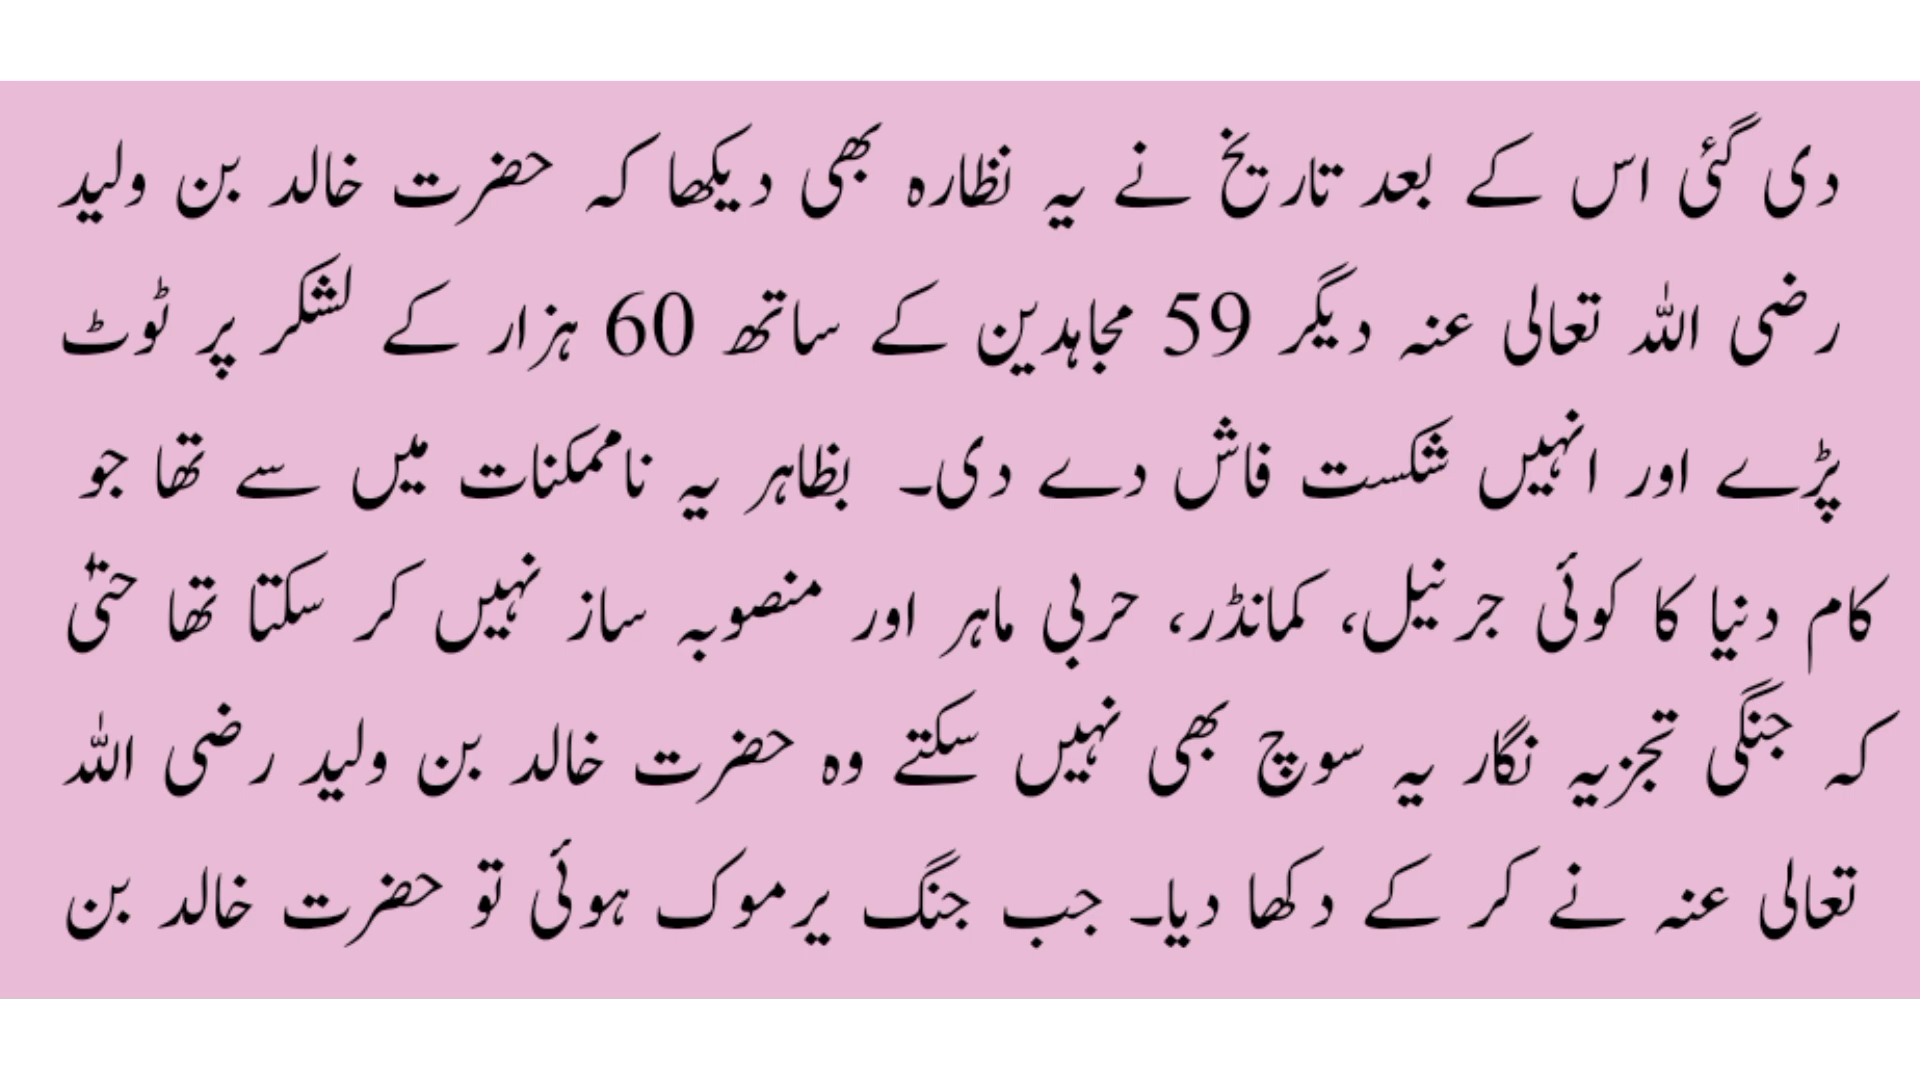 دی گئی اس کے بعد تاریخ نے یہ نظارہ بھی دیکھا کہ حضرت خالد بن ولید
رضی اللہ تعالی عنہ دیگر 59 مجاہدین کے ساتھ 60 ہزار کے لشکر پر ٹوٹ
پڑے اور انہیں شکست فاش دے دی۔ بظاہر یہ ناممکنات میں سے تھا جو
کام دنیا کا کوئی جرنیل، کمانڈر، حربی ماہر اور منصوبہ ساز نہیں کر سکتا تھا حتیٰ
کہ جنگی تجزیہ نگار یہ سوچ بھی نہیں سکتے وہ حضرت خالد بن ولید رضی اللہ
تعالی عنہ نے کر کے دکھا دیا۔ جب جنگ یرموک ہوئی تو حضرت خالد بن